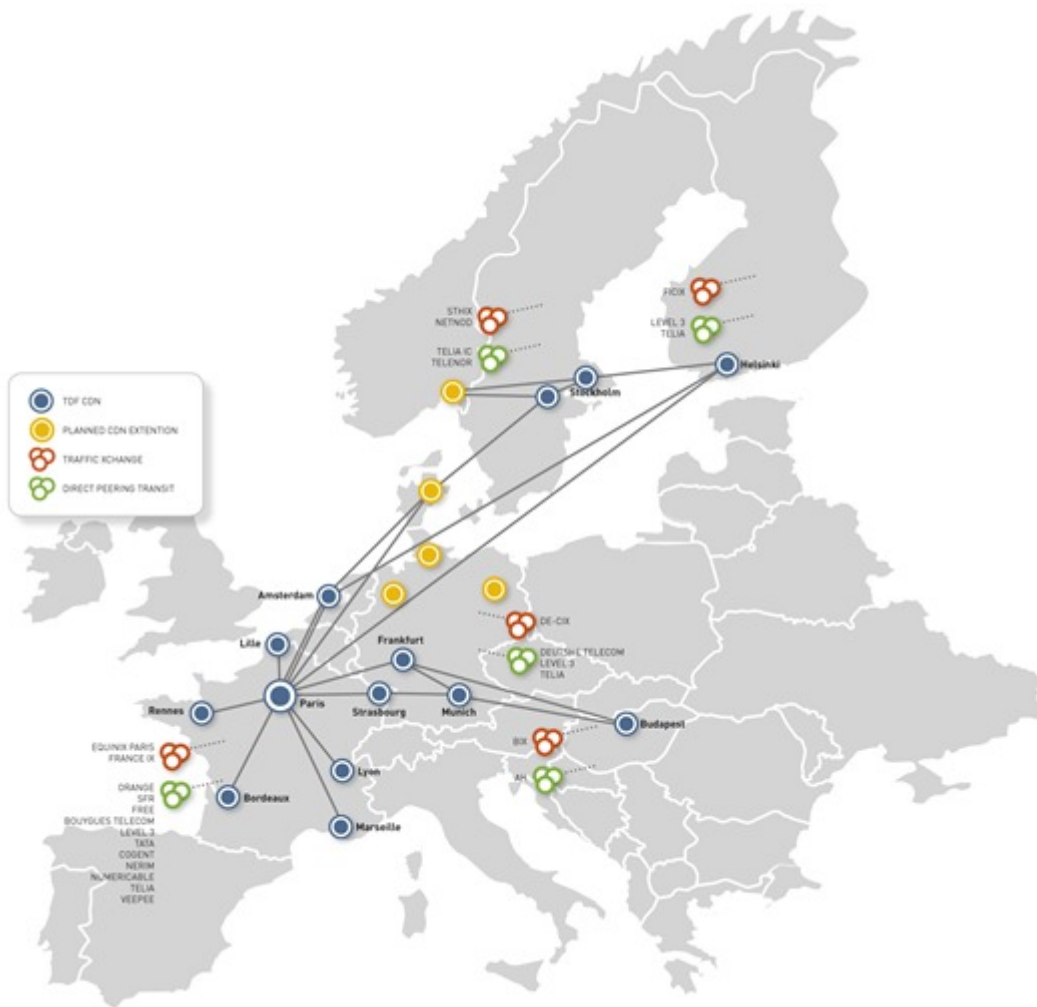 STHIX
NETNOD
FICIX
TELIA IC
TELENOR
LEVEL 3
TELIA
Helsinki
Stockholm
TDF CDN
PLANNED CDN EXTENTION
TRAFFIC XCHANGE
DIRECT PEERING TRANSIT
Amsterdam
DE-CIX
Lille
Frankfurt
DEUTSHE TELECOM
LEVEL 3
TELIA
Rennes
Paris
Strasbourg
Munich
Budapest
EQUINIX PARIS
FRANCE IX
BIX
Lyon
AH
ORANGE
SFR
FREE
BOUYGUES TELECOM
LEVEL 3
TATA
COGENT
NERIM
NUMERICABLE
TELIA
VEEPEE
Bordeaux
Marseille